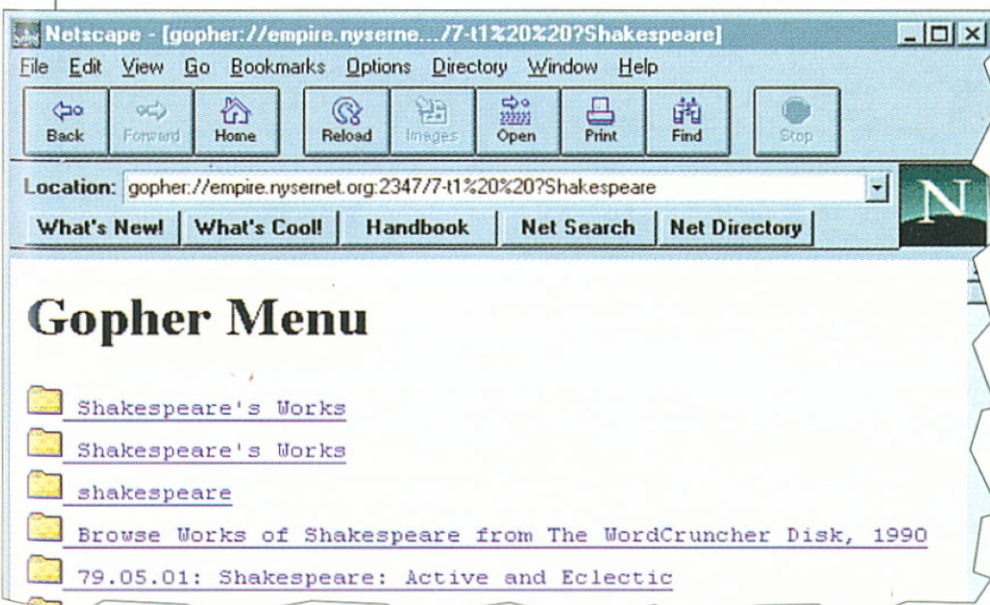 Netscape - [gopher://empire.nyserne.../7-t1%20%20?Shakespeare]
File Edit View Go Bookmarks Options Directory Window Help
Back Forward Home Reload Images Open Print Find Stop
Location: gopher://empire.nysernet.org:2347/7-t1%20%20?Shakespeare
N
What's New! What's Cool! Handbook Net Search Net Directory
Gopher Menu
Shakespeare's Works
Shakespeare's Works
shakespeare
Browse Works of Shakespeare from The WordCruncher Disk, 1990
79.05.01: Shakespeare: Active and Eclectic